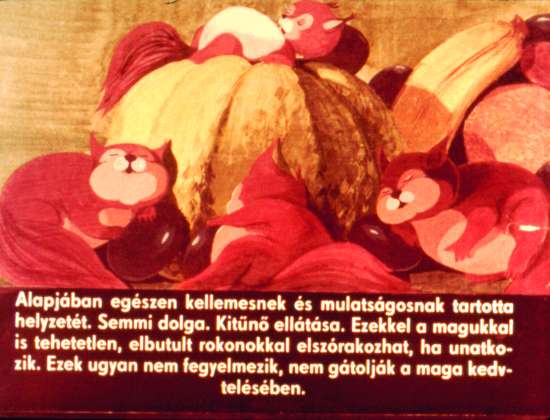 Alapjában egészen kellemesnek és mulatságosnak tartotta
helyzetét. Semmi dolga. Kitűnő ellátása. Ezekkel a magukkal
is tehetetlen, elbutult rokonokkal elszórakozhat, ha unatko-
zik. Ezek ugyan nem fegyelmezik, nem gátolják a maga kedv-
telésében.